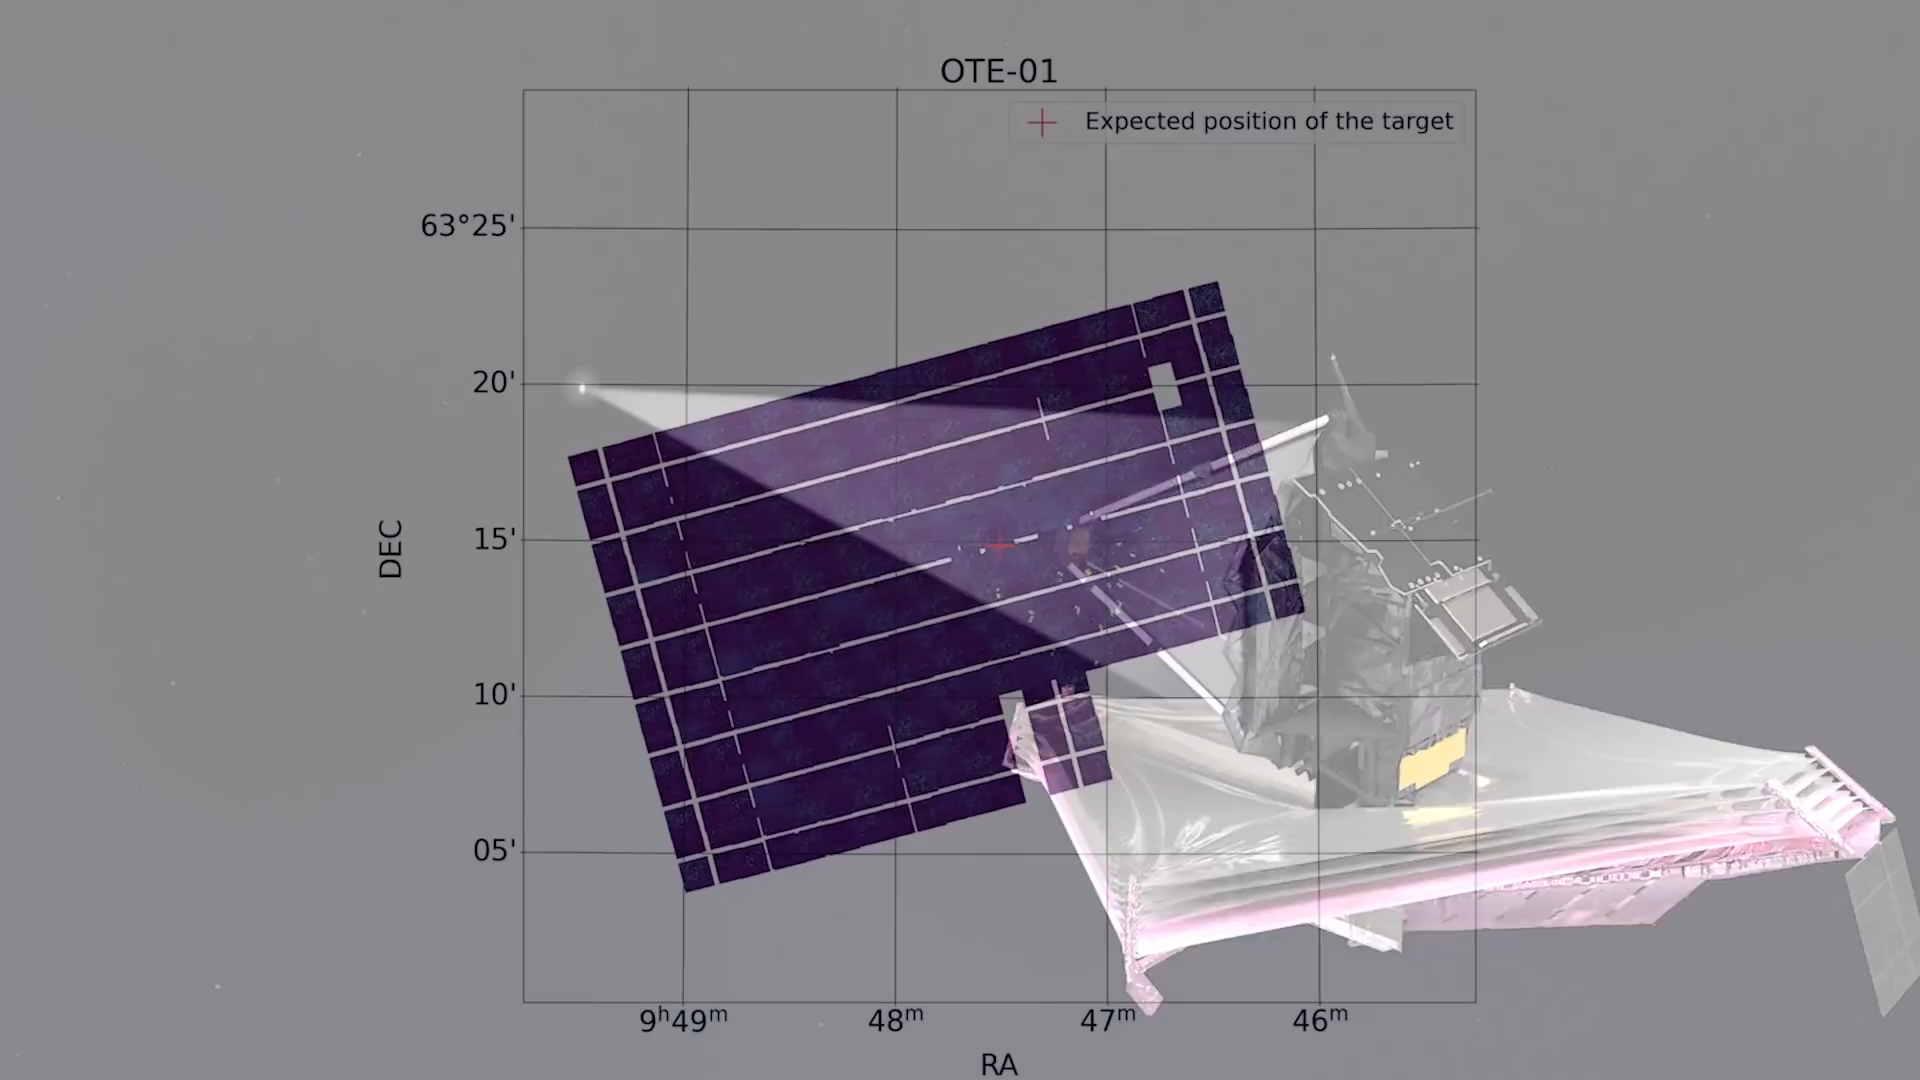 OTE-01
Expected position of the target
63°25'
20'
15'
DEC
10'
05'
9ʰ49ᵐ 48ᵐ 47ᵐ 46ᵐ
RA